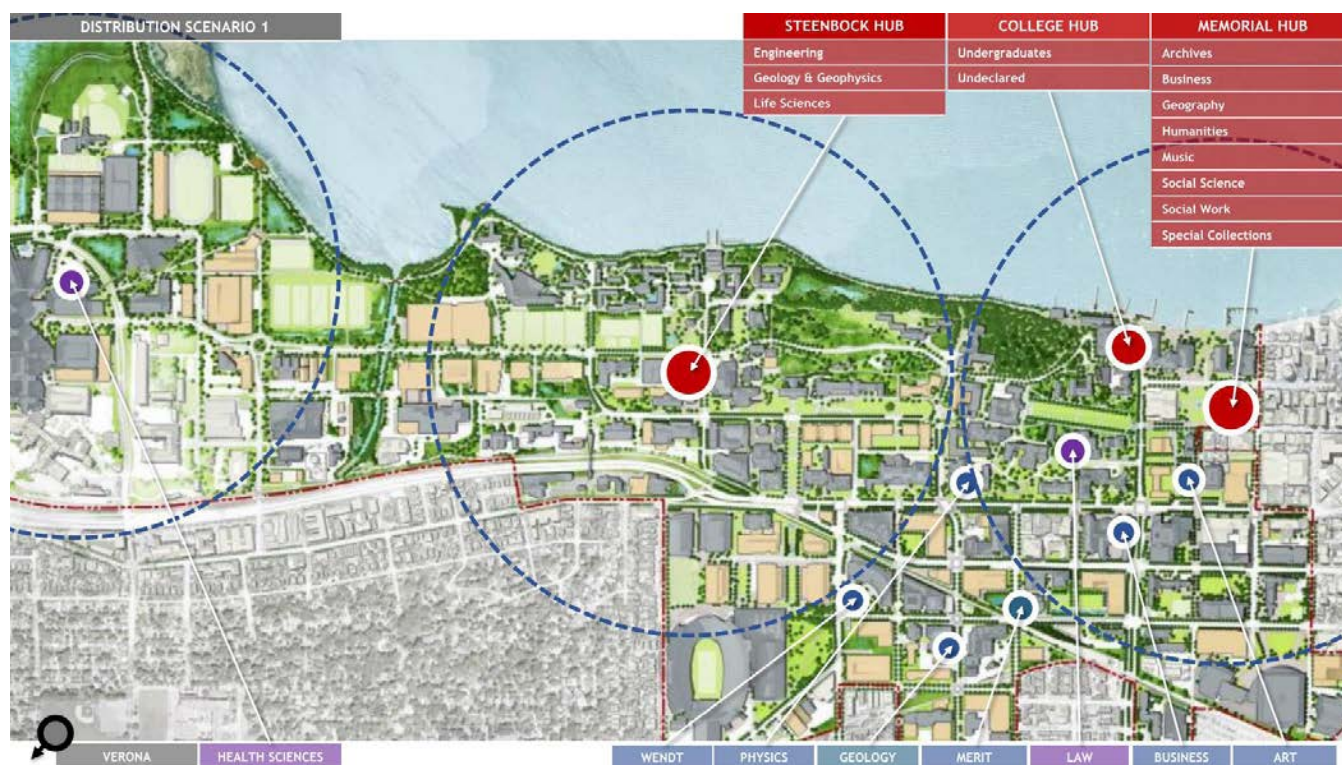 DISTRIBUTION SCENARIO 1
STEENBOCK HUB
Engineering
Geology & Geophysics
Life Sciences
COLLEGE HUB
Undergraduates
Undeclared
MEMORIAL HUB
Archives
Business
Geography
Humanities
Music
Social Science
Social Work
Special Collections
VERONA
HEALTH SCIENCES
WENDT
PHYSICS
GEOLOGY
MERIT
LAW
BUSINESS
ART